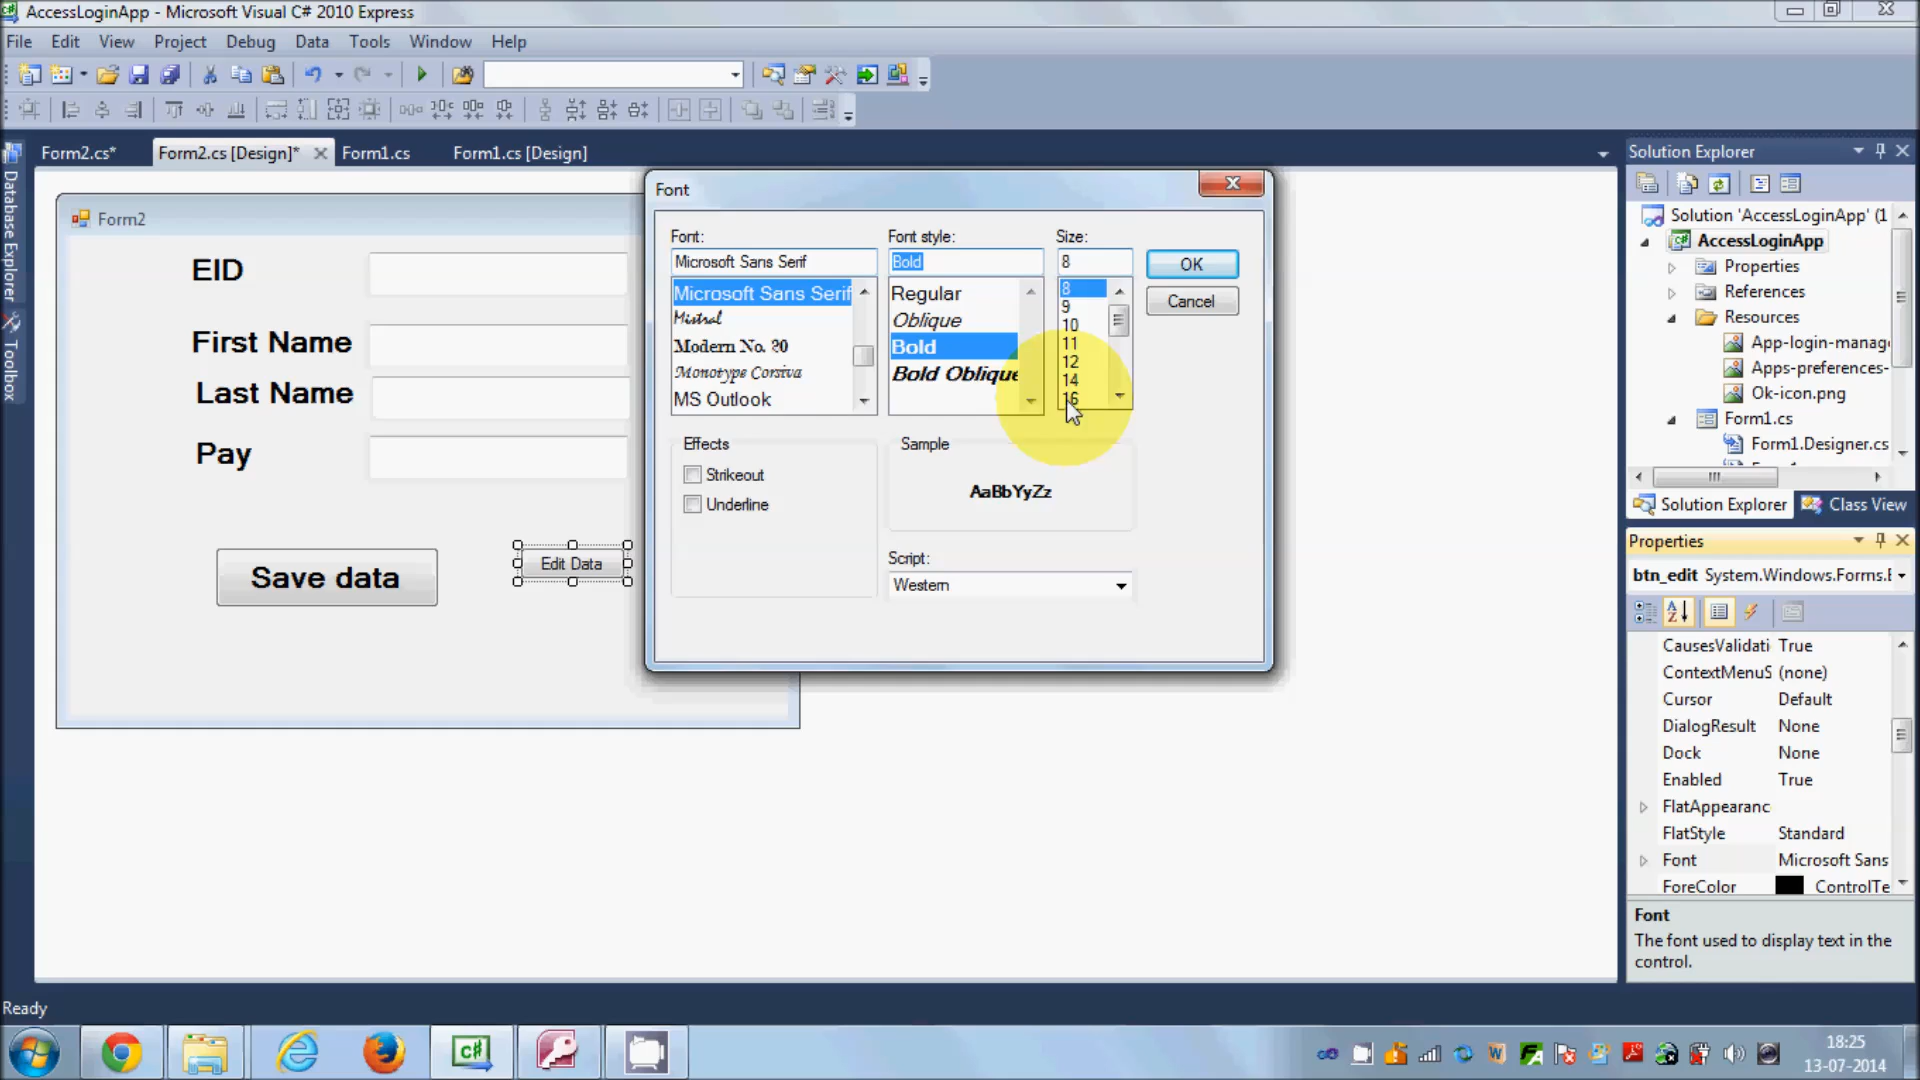 AccessLoginApp - Microsoft Visual C# 2010 Express
File Edit View Project Debug Data Tools Window Help
Form2.cs* Form2.cs [Design]* Form1.cs Form1.cs [Design]
Database Explorer
Toolbox
Form2
EID
First Name
Last Name
Pay
Save data
Edit Data
Font
Font: Font style: Size:
Microsoft Sans Serif Bold 8
OK
Cancel
Microsoft Sans Serif
Mistral
Modern No. 20
Monotype Corsiva
MS Outlook
Regular
Oblique
Bold
Bold Oblique
8
9
10
11
12
14
16
Effects
Strikeout
Underline
Sample
AaBbYyZz
Script:
Western
Solution Explorer
Solution 'AccessLoginApp' (1
AccessLoginApp
Properties
References
Resources
App-login-manag
Apps-preferences-
Ok-icon.png
Form1.cs
Form1.Designer.cs
Solution Explorer Class View
Properties
btn_edit System.Windows.Forms.
CausesValidati True
ContextMenuS (none)
Cursor Default
DialogResult None
Dock None
Enabled True
FlatAppearanc
FlatStyle Standard
Font Microsoft Sans
ForeColor ControlTe
Font
The font used to display text in the
control.
Ready
18:25
13-07-2014